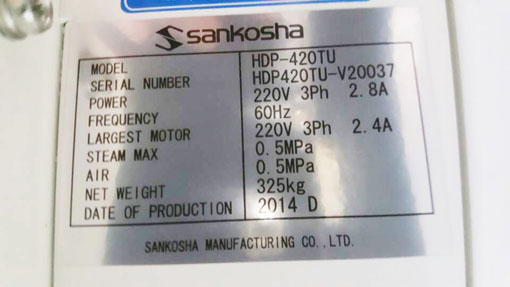 sankosha
MODEL HDP-420TU
SERIAL NUMBER HDP420TU-V20037
POWER 220V 3Ph 2.8A
FREQUENCY 60Hz
LARGEST MOTOR 220V 3Ph 2.4A
STEAM MAX 0.5MPa
AIR 0.5MPa
NET WEIGHT 325kg
DATE OF PRODUCTION 2014 D
SANKOSHA MANUFACTURING CO.,LTD.